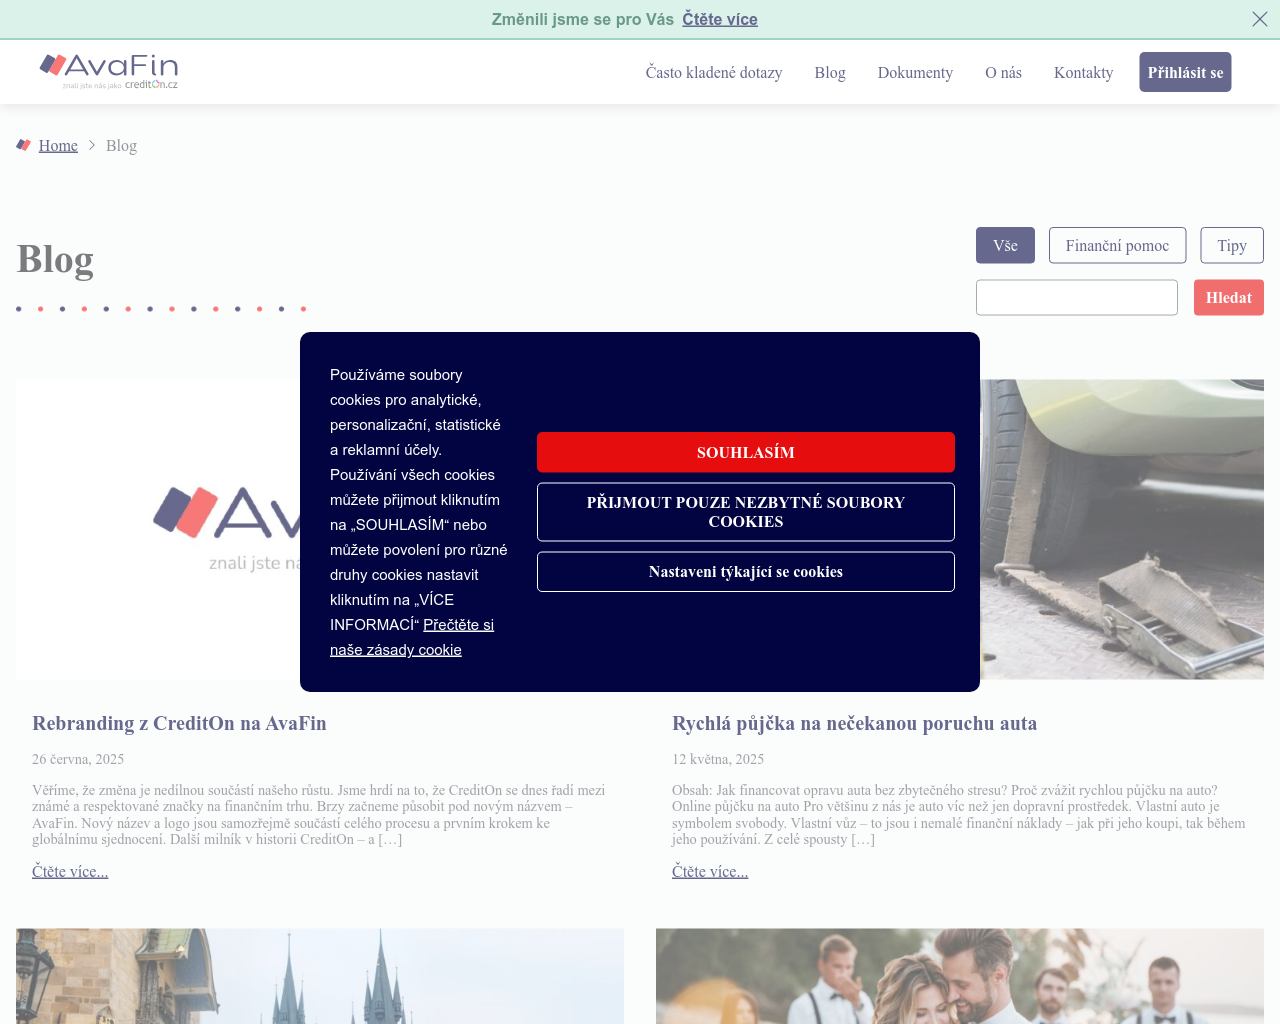 Změnili jsme se pro Vás Čtěte více
AvaFin
znali jste nás jako creditOn.cz
Často kladené dotazy
Blog
Dokumenty
O nás
Kontakty
Přihlásit se
Home
Blog
Blog
Vše
Finanční pomoc
Tipy
Hledat
Používáme soubory
cookies pro analytické,
personalizační, statistické
a reklamní účely.
Používání všech cookies
můžete přijmout kliknutím
na „SOUHLASÍM“ nebo
můžete povolení pro různé
druhy cookies nastavit
kliknutím na „VÍCE
INFORMACÍ“ Přečtěte si
naše zásady cookie
SOUHLASÍM
PŘIJMOUT POUZE NEZBYTNÉ SOUBORY
COOKIES
Nastaveni týkající se cookies
znali jste ná
Rebranding z CreditOn na AvaFin
26 června, 2025
Věříme, že změna je nedílnou součástí našeho růstu. Jsme hrdí na to, že CreditOn se dnes řadí mezi
známé a respektované značky na finančním trhu. Brzy začneme působit pod novým názvem –
AvaFin. Nový název a logo jsou samozřejmě součástí celého procesu a prvním krokem ke
globálnímu sjednocení. Další milník v historii CreditOn – a […]
Čtěte více...
Rychlá půjčka na nečekanou poruchu auta
12 května, 2025
Obsah: Jak financovat opravu auta bez zbytečného stresu? Proč zvážit rychlou půjčku na auto?
Online půjčku na auto Pro většinu z nás je auto víc než jen dopravní prostředek. Vlastní auto je
symbolem svobody. Vlastní vůz – to jsou i nemalé finanční náklady – jak při jeho koupi, tak během
jeho používání. Z celé spousty […]
Čtěte více...